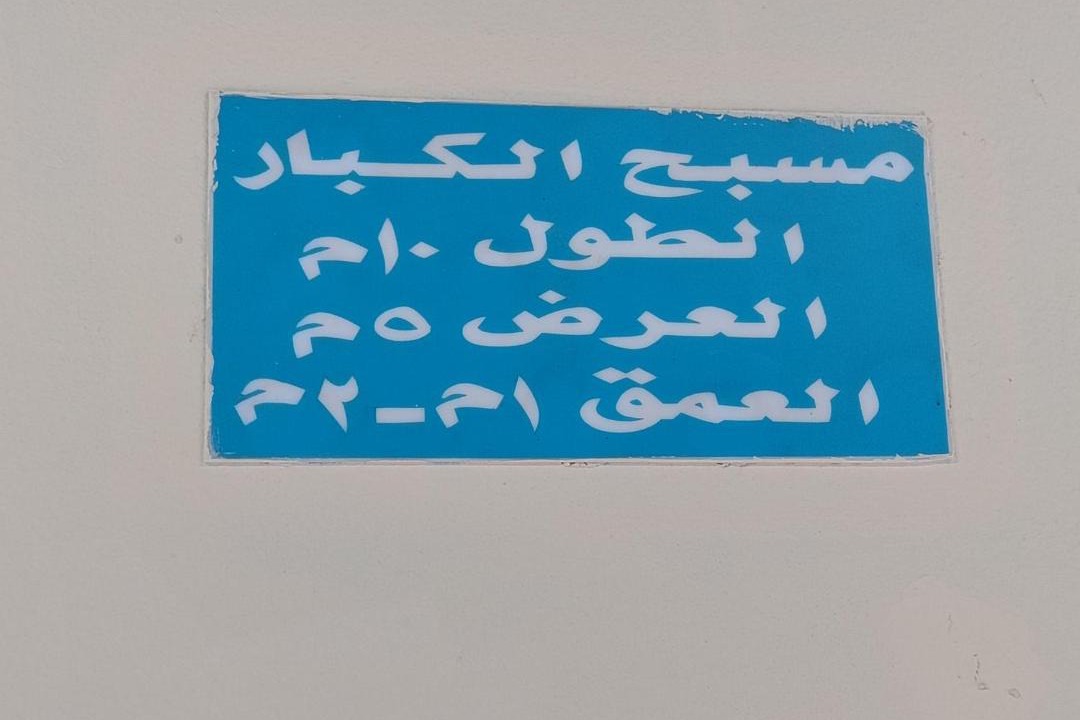 مسبح الكبار
الطول ١٠م
العرض ٥م
العمق ١م-٢م